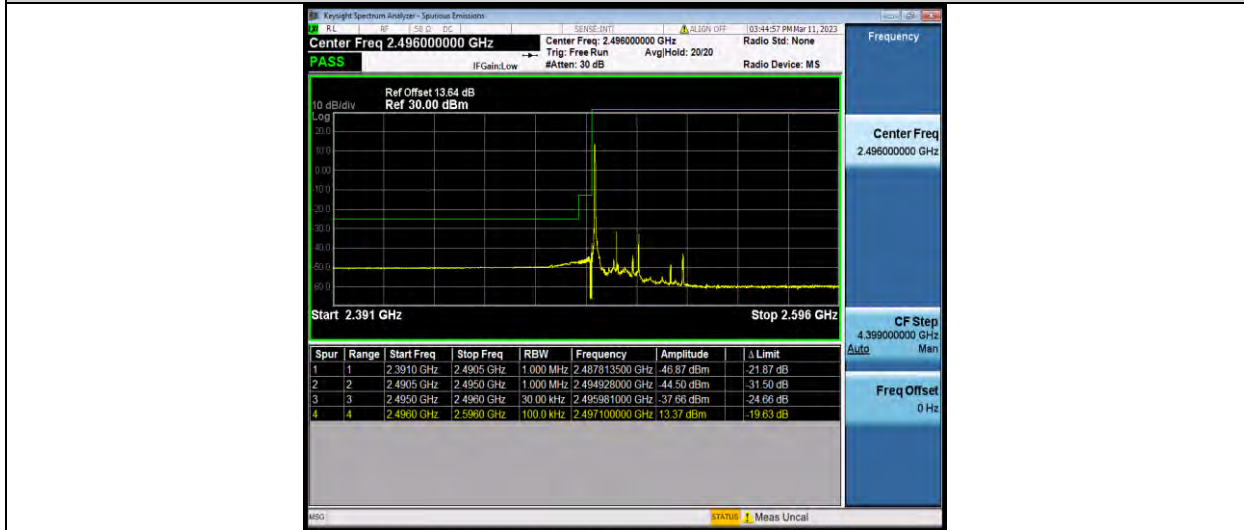 Keysight Spectrum Analyzer - Spurious Emissions
RL RF 50 Ω DC SENSE:INT ALIGN OFF 03:44:57 PM Mar 11, 2023
Center Freq 2.496000000 GHz
Center Freq: 2.496000000 GHz
Radio Std: None
Trig: Free Run Avg|Hold: 20/20
PASS
IFGain:Low
#Atten: 30 dB
Radio Device: MS
Ref Offset 13.64 dB
10 dB/div Ref 30.00 dBm
Log
20.0
10.0
0.00
-10.0
-20.0
-30.0
-40.0
-50.0
-60.0
Start 2.391 GHz Stop 2.596 GHz
Spur Range Start Freq Stop Freq RBW Frequency Amplitude Δ Limit
1 1 2.3910 GHz 2.4905 GHz 1.000 MHz 2.487813500 GHz -46.87 dBm -21.87 dB
2 2 2.4905 GHz 2.4950 GHz 1.000 MHz 2.494928000 GHz -44.50 dBm -31.50 dB
3 3 2.4950 GHz 2.4960 GHz 30.00 kHz 2.495981000 GHz -37.66 dBm -24.66 dB
4 4 2.4960 GHz 2.5960 GHz 100.0 kHz 2.497100000 GHz 13.37 dBm -19.63 dB
Frequency
Center Freq
2.496000000 GHz
CF Step
4.399000000 GHz
Auto Man
Freq Offset
0 Hz
MSG STATUS Meas Uncal